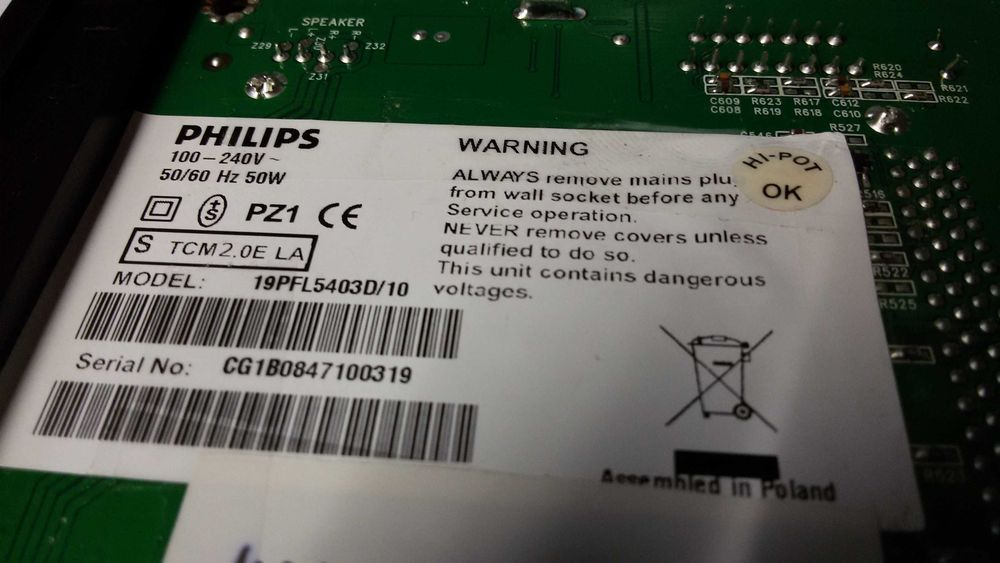 SPEAKER
Z29
Z32
Z31
R620
R624
R621
C609 R623 R617 C612 R622
C608 R619 R618 C610
R527
PHILIPS
100-240V ~
50/60 Hz 50W
PZ1 CE
S TCM2.0E LA
MODEL: 19PFL5403D/10
Serial No: CG1B0847100319
WARNING
ALWAYS remove mains plu
from wall socket before any
Service operation.
NEVER remove covers unless
qualified to do so.
This unit contains dangerous
voltages.
HI-POT
OK
R522
R525
Assembled in Poland